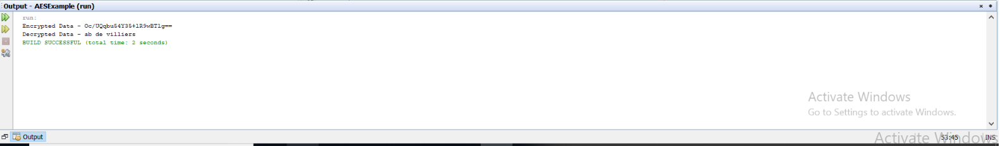 Output - AESExample (run)
run:
Encrypted Data - Oc/UQqbu54Y35+lR9wBTlg==
Decrypted Data - ab de villiers
BUILD SUCCESSFUL (total time: 2 seconds)
Activate Windows
Go to Settings to activate Windows.
Output
Activate Windows
53:45
INS